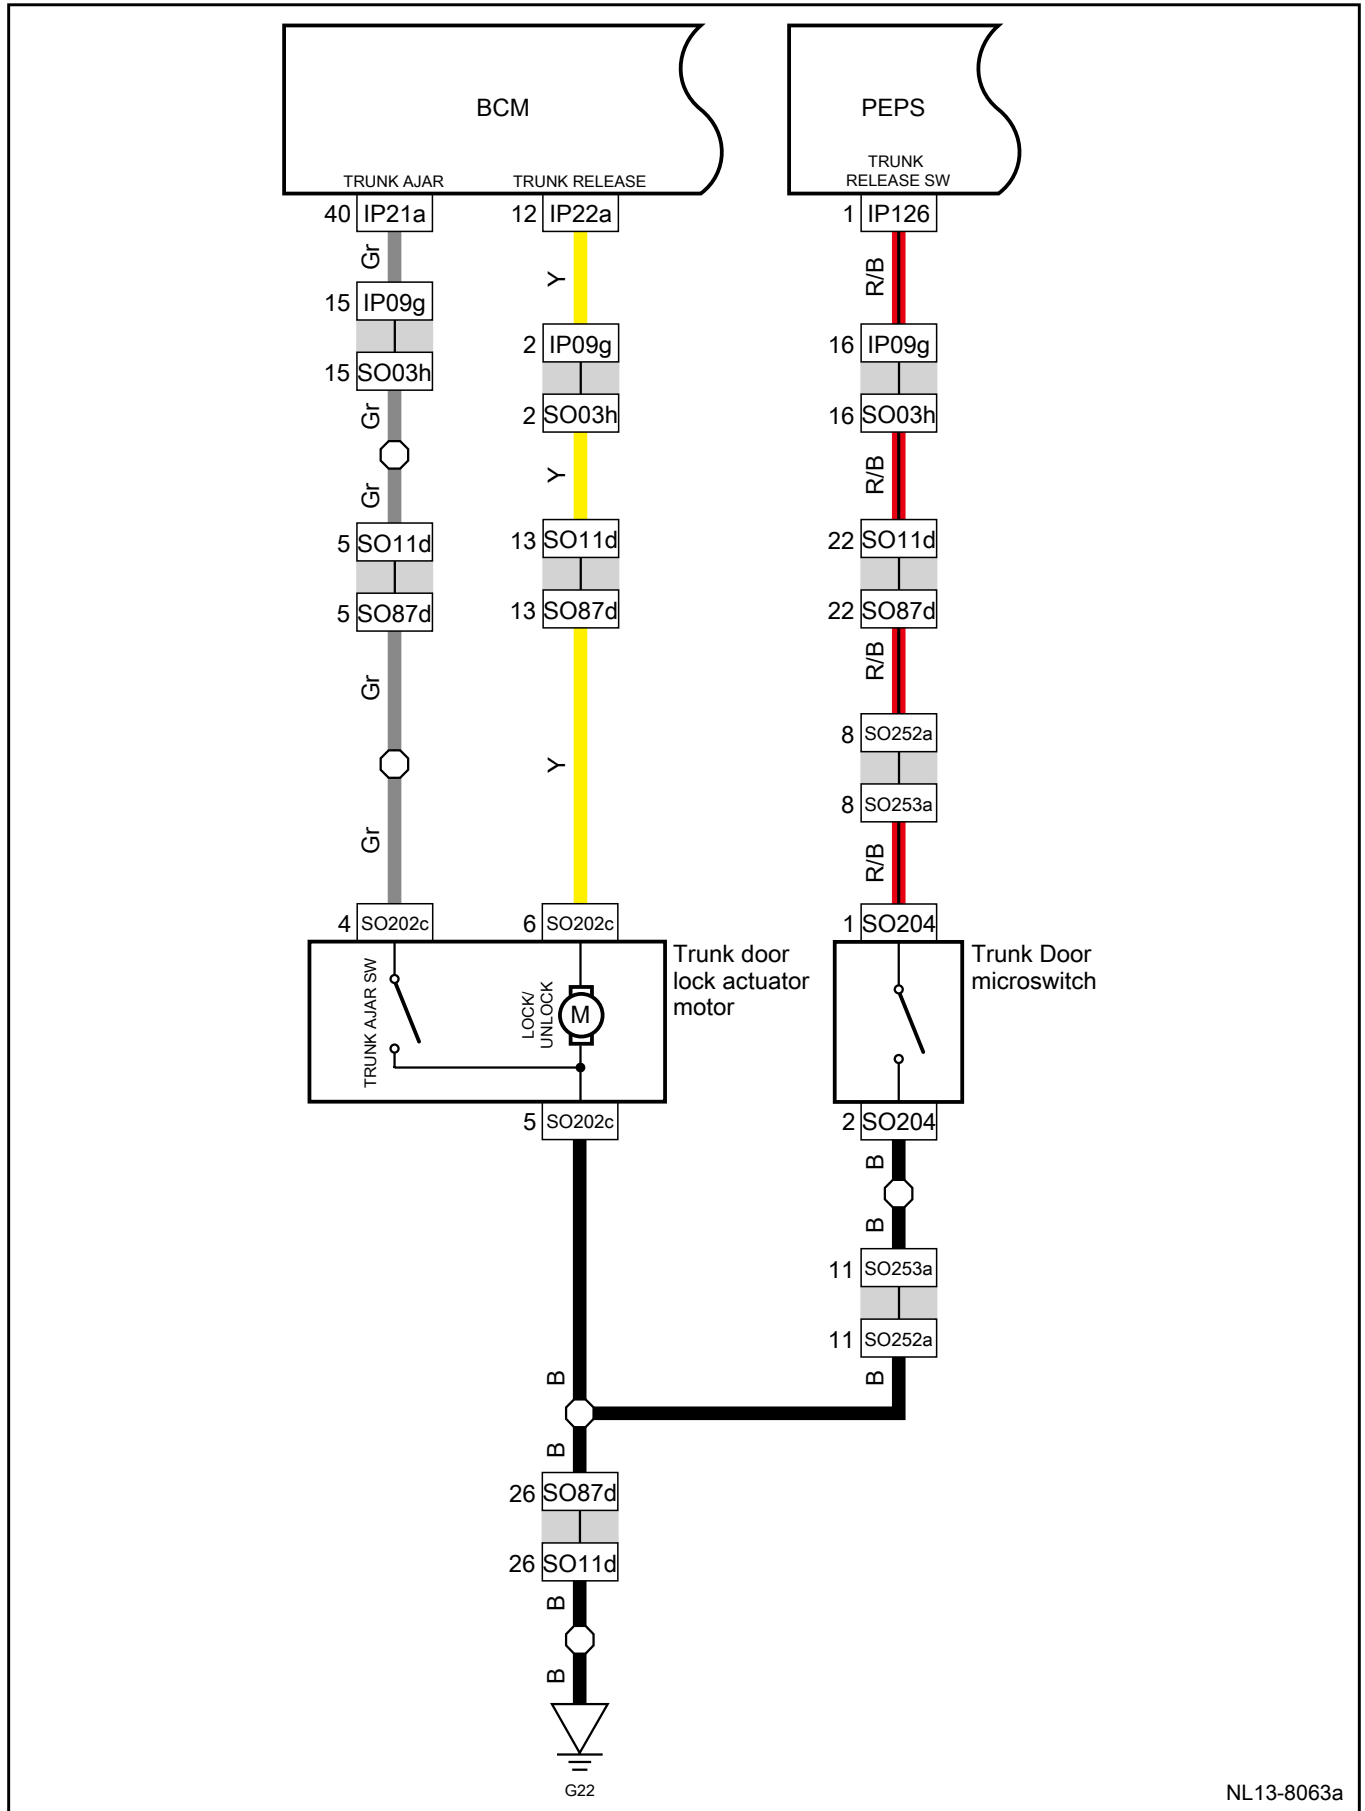 BCM
PEPS
TRUNK AJAR
TRUNK RELEASE
TRUNK
RELEASE SW
40 IP21a
12 IP22a
1 IP126
Gr
Y
R/B
15 IP09g
2 IP09g
16 IP09g
15 SO03h
2 SO03h
16 SO03h
Gr
Y
R/B
Gr
5 SO11d
13 SO11d
22 SO11d
5 SO87d
13 SO87d
22 SO87d
Gr
R/B
8 SO252a
Y
8 SO253a
Gr
R/B
4 SO202c
6 SO202c
1 SO204
TRUNK AJAR SW
LOCK/
UNLOCK
M
Trunk door
lock actuator
motor
Trunk Door
microswitch
5 SO202c
2 SO204
B
B
11 SO253a
11 SO252a
B
B
B
26 SO87d
26 SO11d
B
B
G22
NL13-8063a